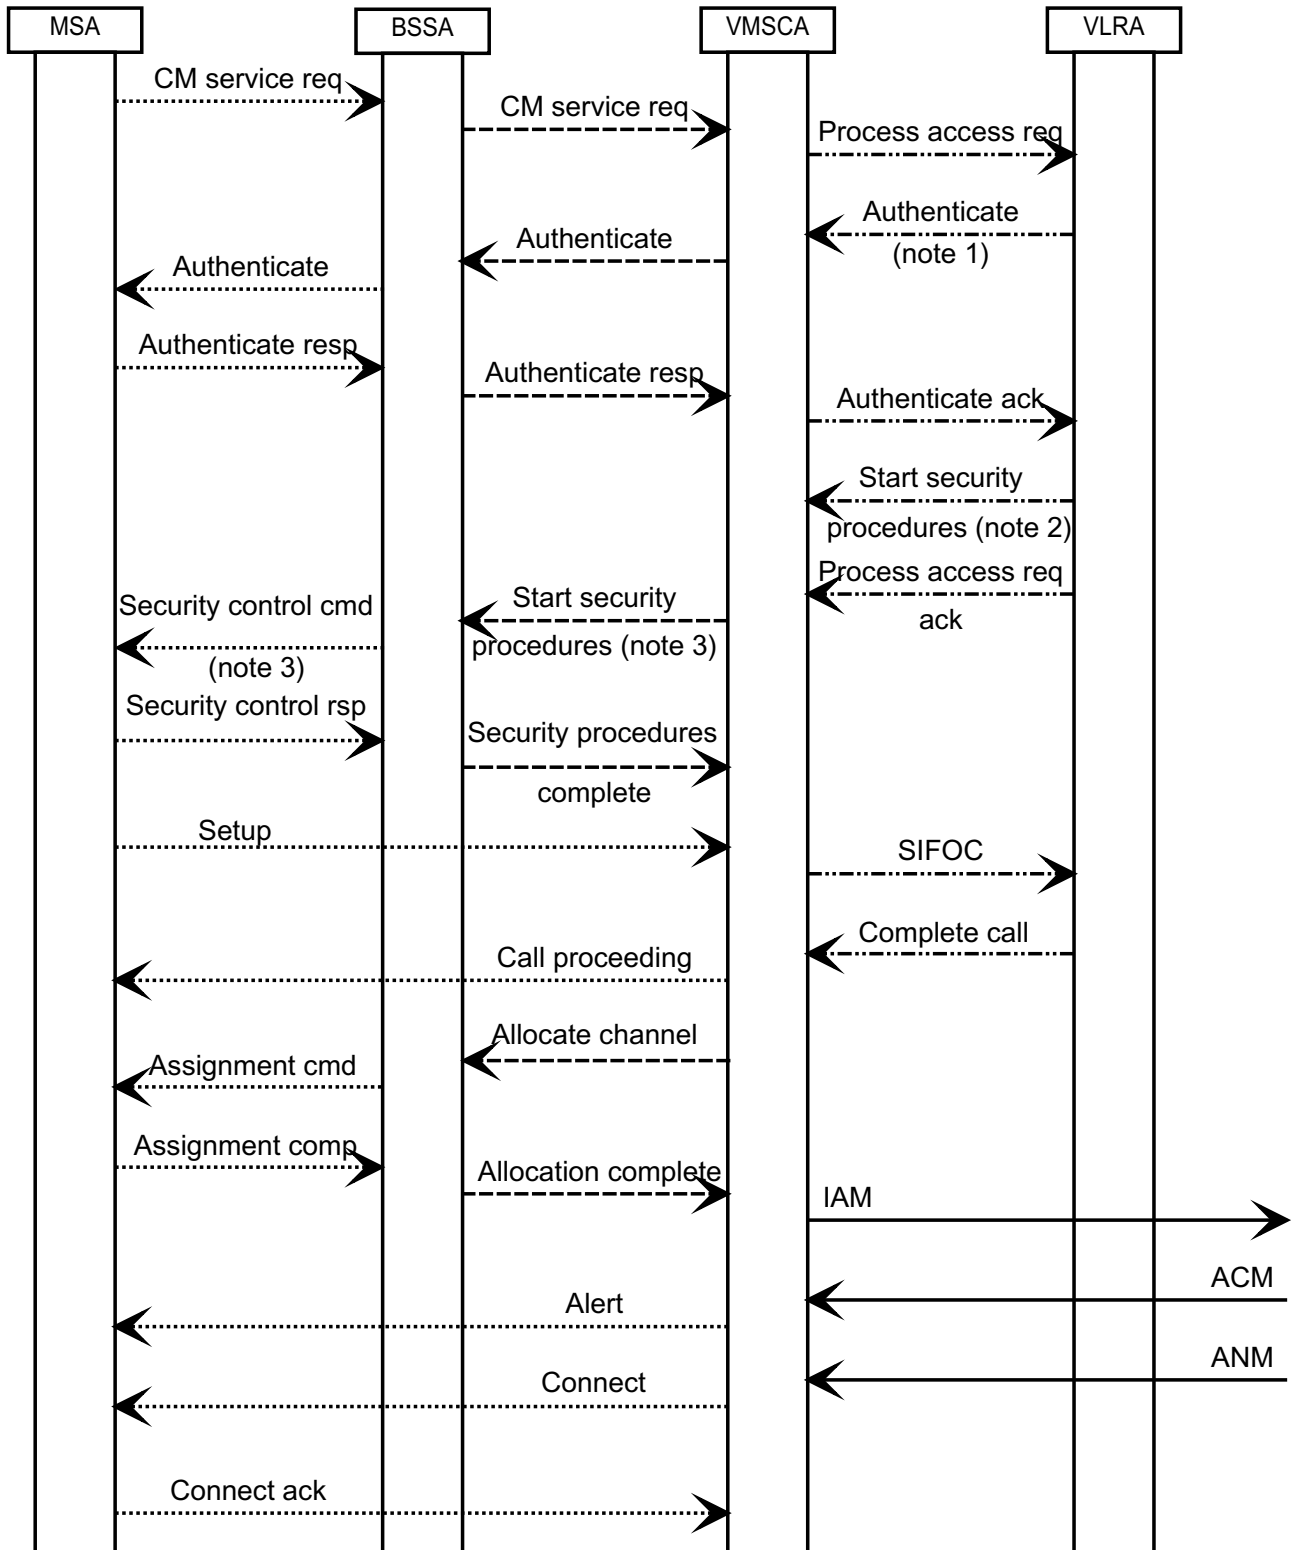 MSA
BSSA
VMSCA
VLRA
CM service req
CM service req
Process access req
Authenticate
(note 1)
Authenticate
Authenticate
Authenticate resp
Authenticate resp
Authenticate ack
Start security
procedures (note 2)
Process access req
ack
Start security
procedures (note 3)
Security control cmd
(note 3)
Security control rsp
Security procedures
complete
Setup
SIFOC
Complete call
Call proceeding
Allocate channel
Assignment cmd
Assignment comp
Allocation complete
IAM
ACM
Alert
ANM
Connect
Connect ack